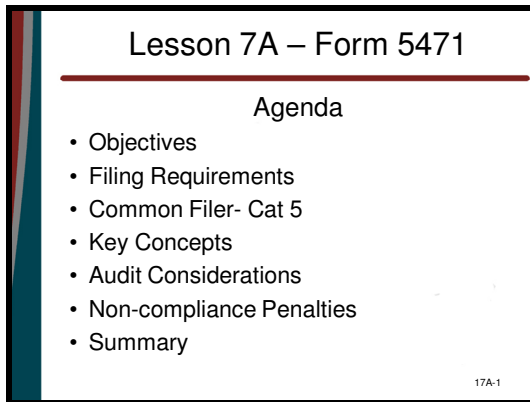 Lesson 7A – Form 5471
Agenda
• Objectives
• Filing Requirements
• Common Filer- Cat 5
• Key Concepts
• Audit Considerations
• Non-compliance Penalties
• Summary
17A-1